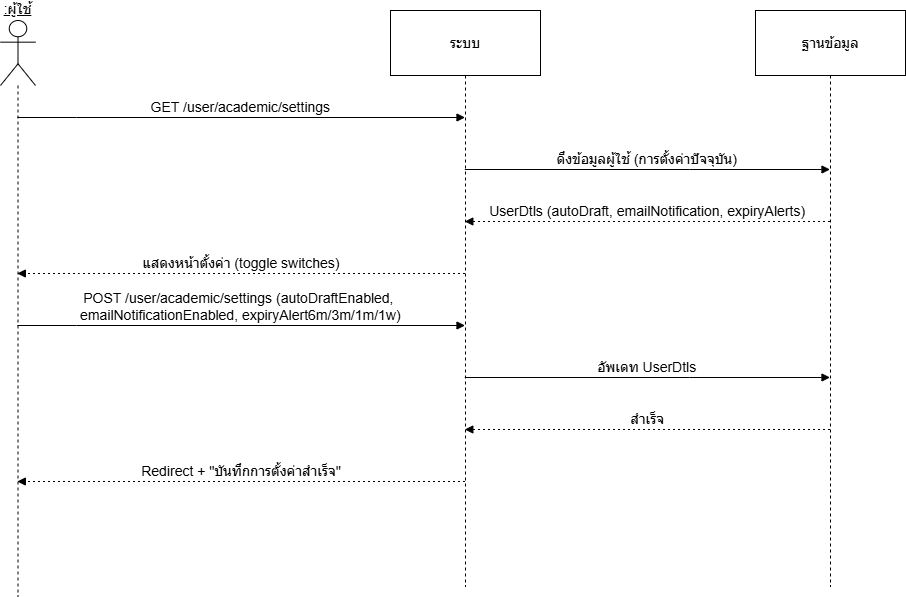 :ผู้ใช้
ระบบ
ฐานข้อมูล
GET /user/academic/settings
ดึงข้อมูลผู้ใช้ (การตั้งค่าปัจจุบัน)
UserDtls (autoDraft, emailNotification, expiryAlerts)
แสดงหน้าตั้งค่า (toggle switches)
POST /user/academic/settings (autoDraftEnabled,
emailNotificationEnabled, expiryAlert6m/3m/1m/1w)
อัพเดท UserDtls
สำเร็จ
Redirect + "บันทึกการตั้งค่าสำเร็จ"